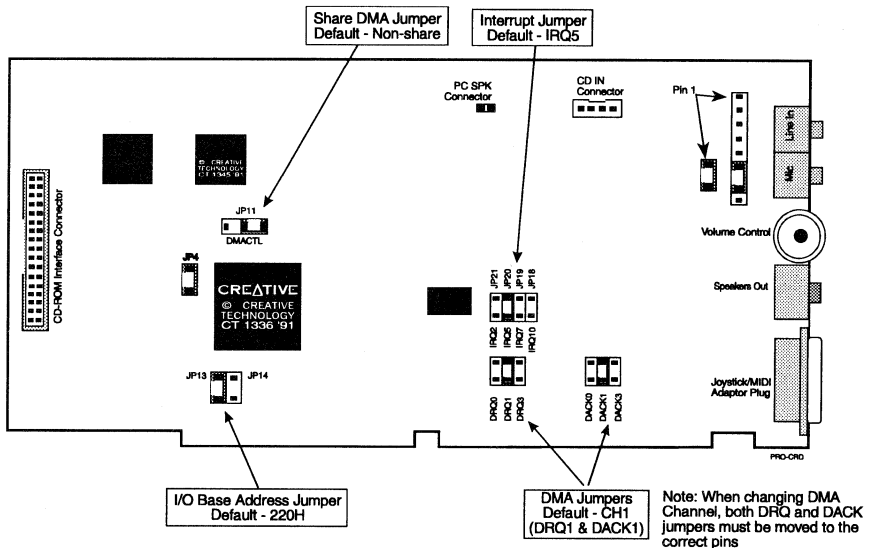 Share DMA Jumper
Default - Non-share
Interrupt Jumper
Default - IRQ5
PC SPK
Connector
CD IN
Connector
Pin 1
Line In
Mic
Volume Control
Speakers Out
Joystick/MIDI
Adaptor Plug
PRO-CRD
CD-ROM Interface Connector
© CREATIVE
TECHNOLOGY
CT 1345 '91
JP11
DMACTL
JP4
CREATIVE
© CREATIVE
TECHNOLOGY
CT 1336 '91
JP13
JP14
JP21
JP20
JP19
JP18
IRQ2
IRQ5
IRQ7
IRQ10
DRQ0
DRQ1
DRQ3
DACK0
DACK1
DACK3
I/O Base Address Jumper
Default - 220H
DMA Jumpers
Default - CH1
(DRQ1 & DACK1)
Note: When changing DMA
Channel, both DRQ and DACK
jumpers must be moved to the
correct pins